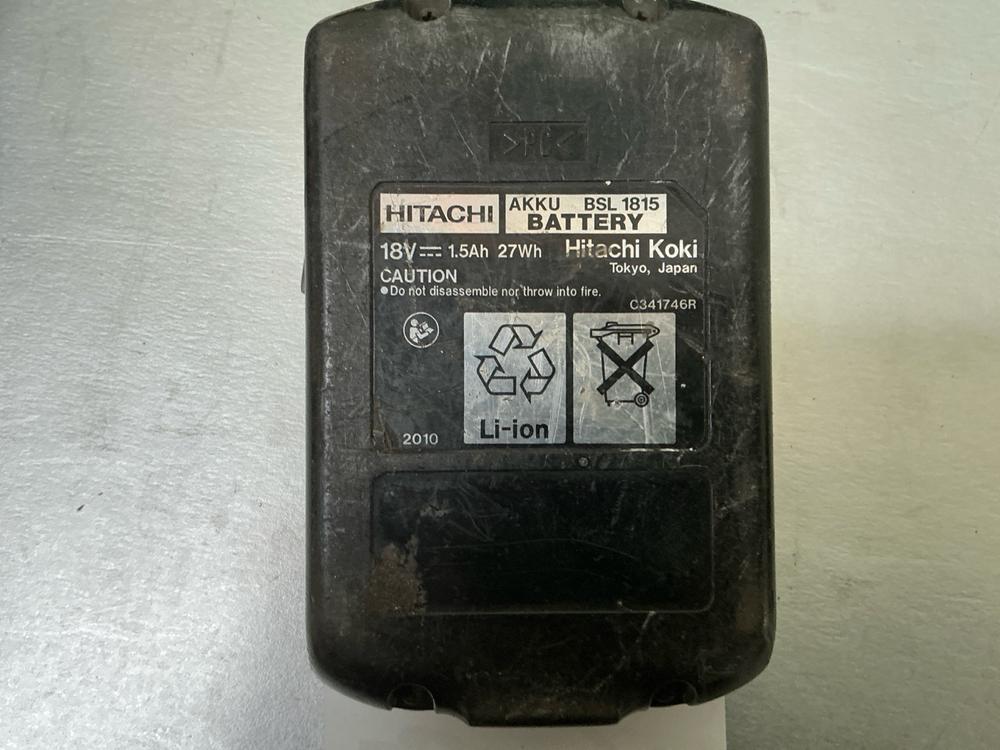 >PC<
HITACHI
AKKU BSL 1815
BATTERY
18V⎓ 1.5Ah 27Wh Hitachi Koki
Tokyo, Japan
CAUTION
●Do not disassemble nor throw into fire.
C341746R
Li-ion
2010